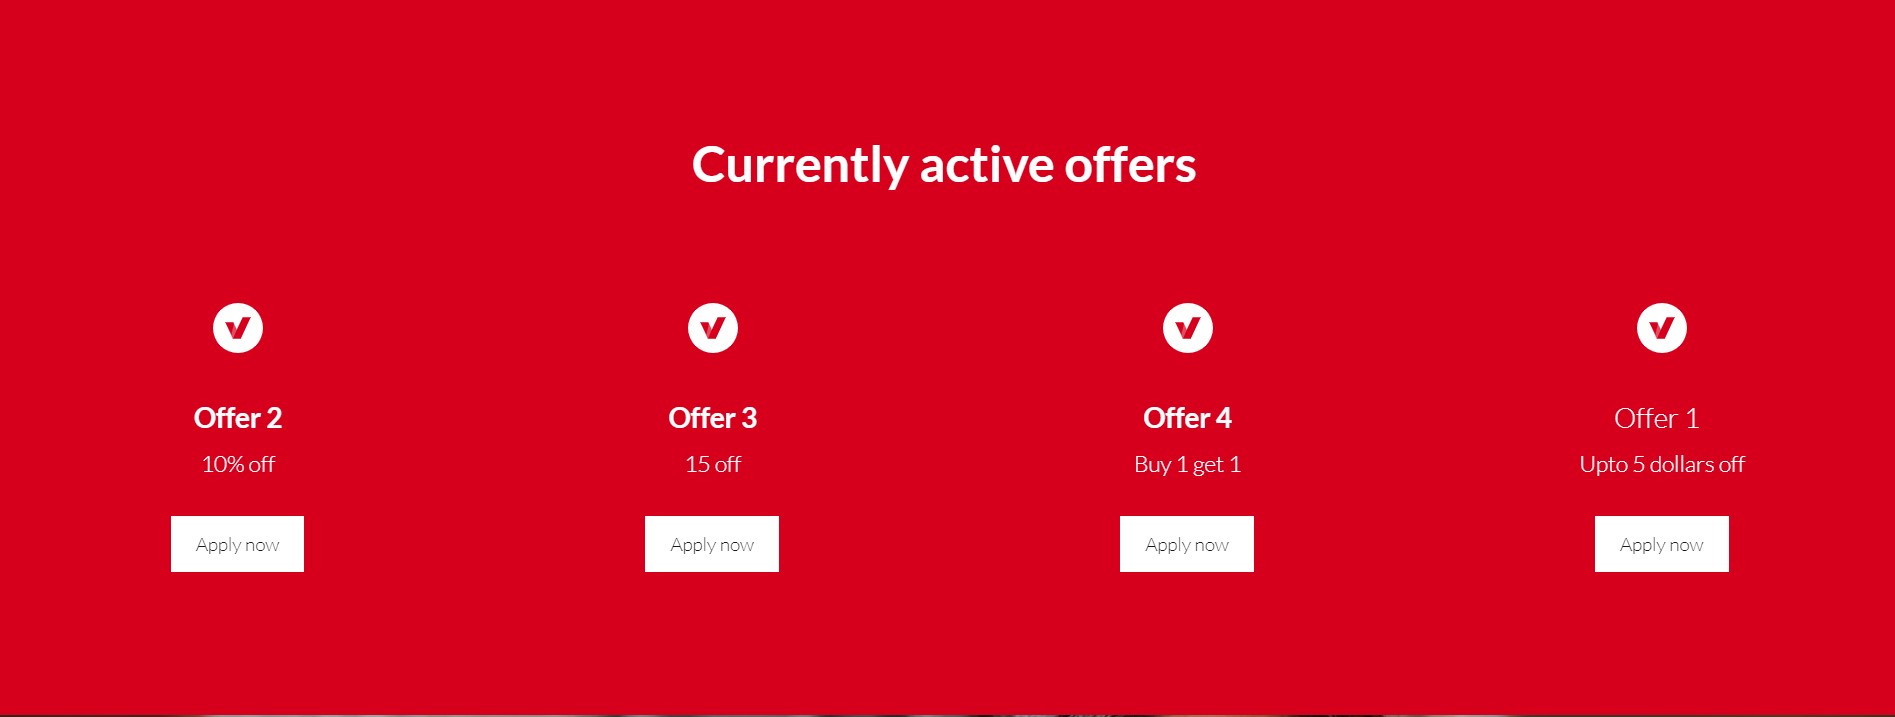 Currently active offers
Offer 2
10% off
Apply now
Offer 3
15 off
Apply now
Offer 4
Buy 1 get 1
Apply now
Offer 1
Upto 5 dollars off
Apply now